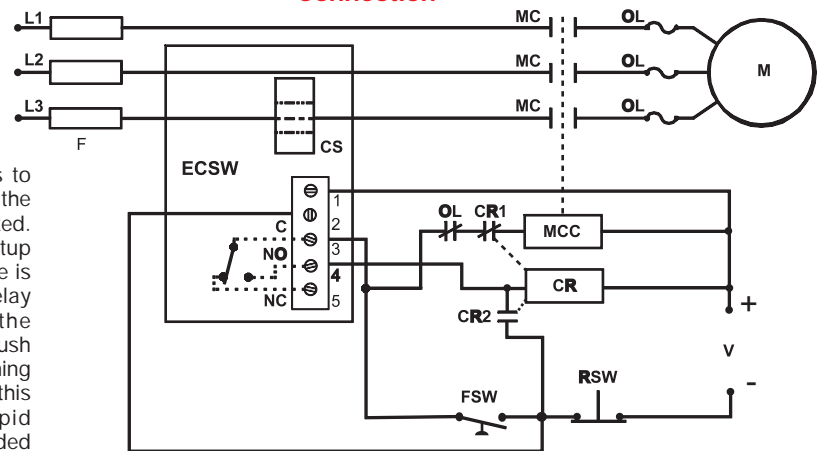 connection
L1
MC
OL
L2
MC
OL
M
L3
MC
OL
F
CS
ECSW
1
C
2
OL
CR1
MCC
NO
3
4
CR
NC
5
CR2
+
V
-
FSW
RSW
s to
the
ed.
tup
e is
elay
the
ush
ning
this
pid
ded